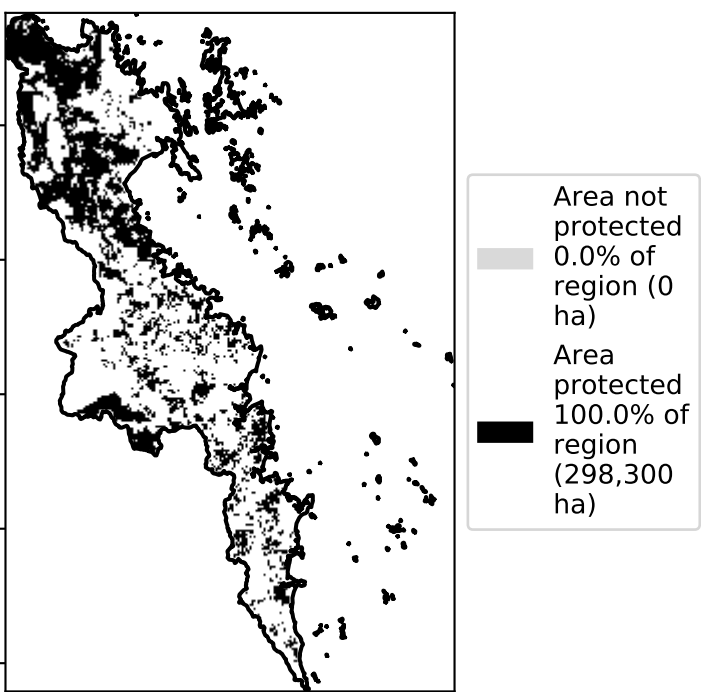 Area not
protected
0.0% of
region (0
ha)
Area
protected
100.0% of
region
(298,300
ha)